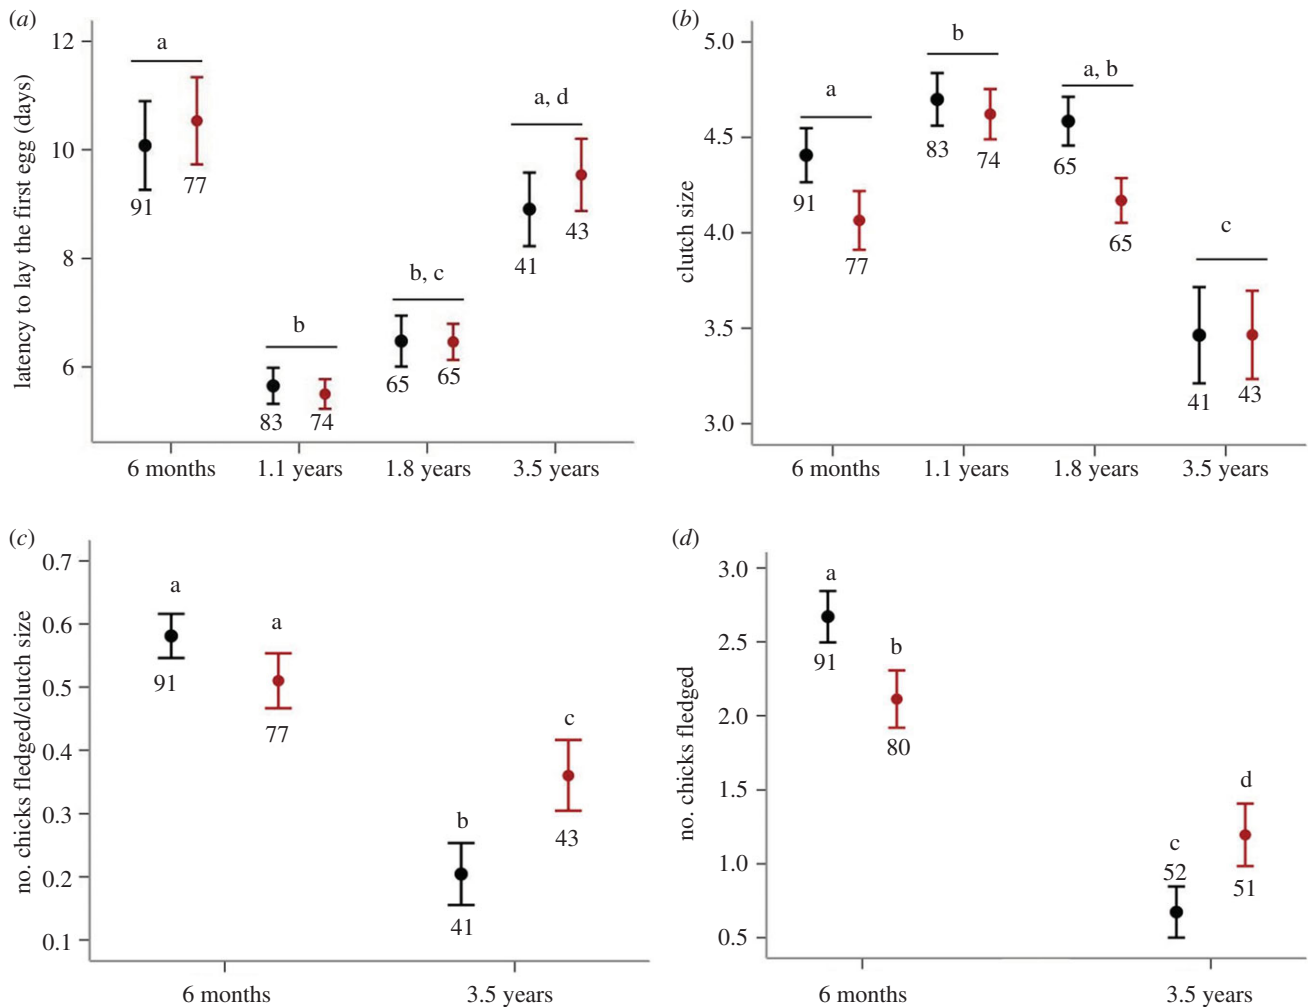 (a)
latency to lay the first egg (days)
12
10
8
6
a
91
77
b
83
74
b, c
65
65
a, d
41
43
6 months
1.1 years
1.8 years
3.5 years
(b)
clutch size
5.0
4.5
4.0
3.5
3.0
a
91
77
b
83
74
a, b
65
65
c
41
43
6 months
1.1 years
1.8 years
3.5 years
(c)
no. chicks fledged/clutch size
0.7
0.6
0.5
0.4
0.3
0.2
0.1
a
91
a
77
b
41
c
43
6 months
3.5 years
(d)
no. chicks fledged
3.0
2.5
2.0
1.5
1.0
0.5
a
91
b
80
c
52
d
51
6 months
3.5 years